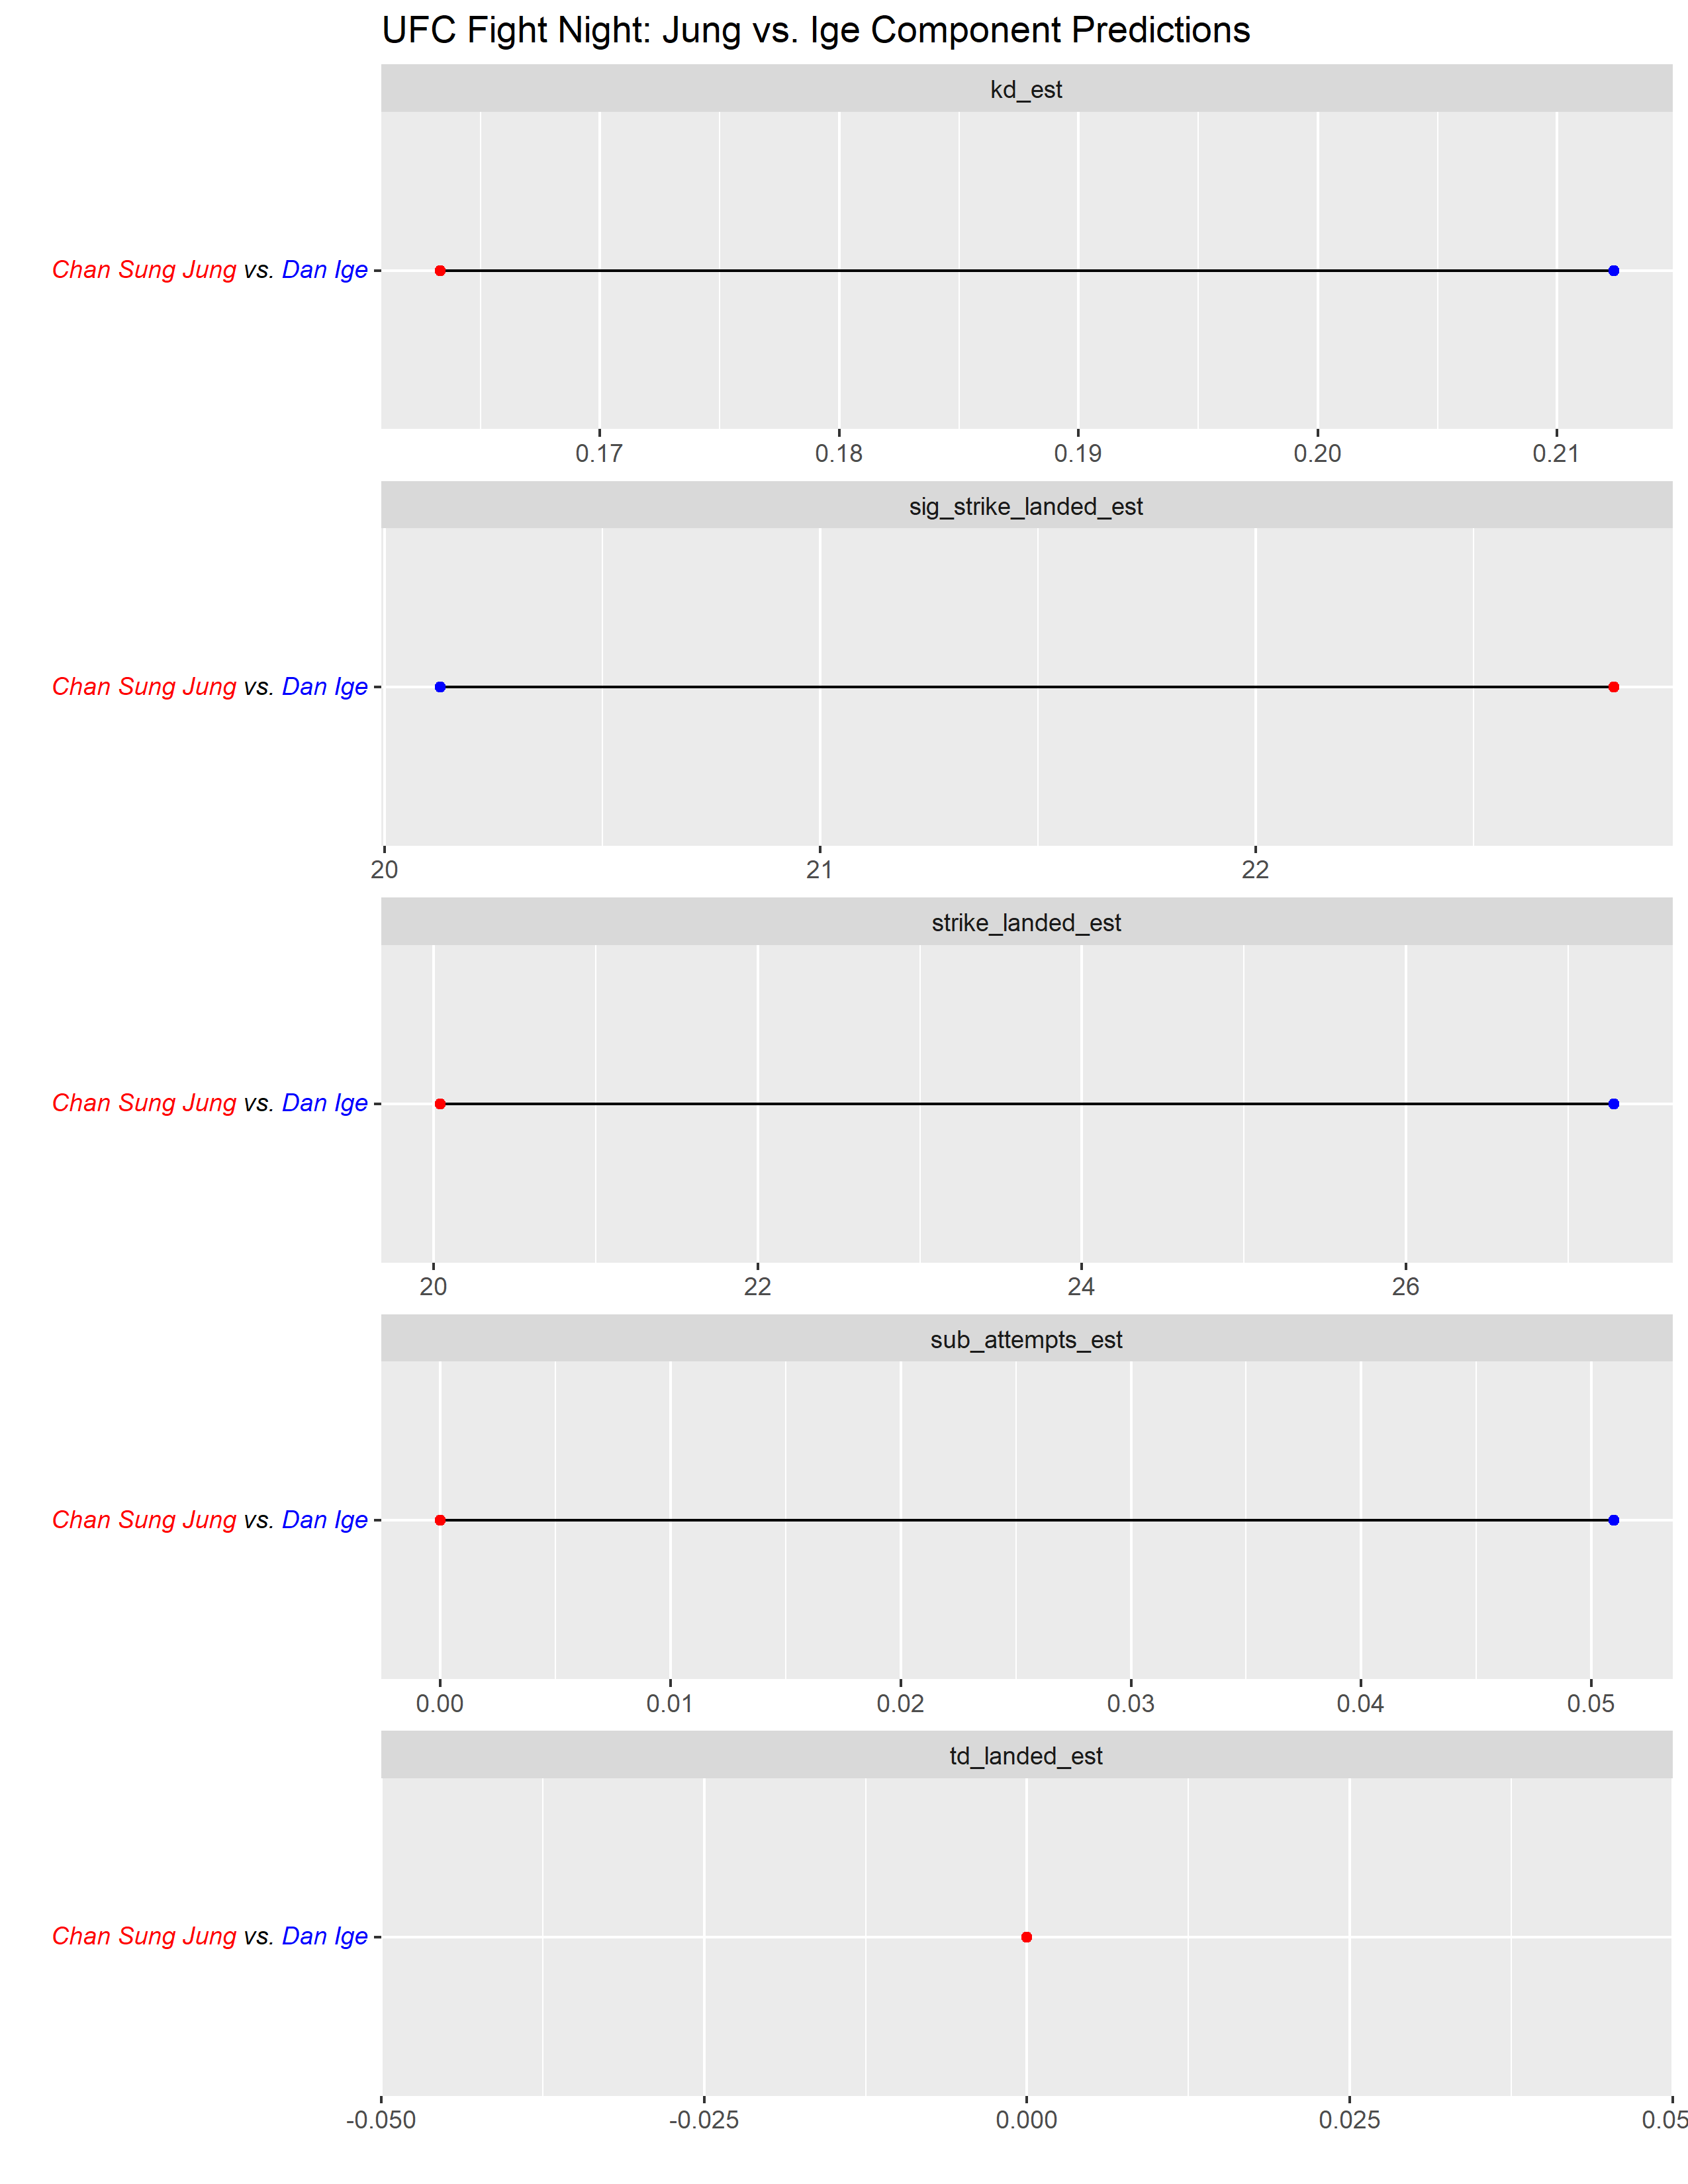 UFC Fight Night: Jung vs. Ige Component Predictions
kd_est
Chan Sung Jung vs. Dan Ige
0.17 0.18 0.19 0.20 0.21
sig_strike_landed_est
Chan Sung Jung vs. Dan Ige
20 21 22
strike_landed_est
Chan Sung Jung vs. Dan Ige
20 22 24 26
sub_attempts_est
Chan Sung Jung vs. Dan Ige
0.00 0.01 0.02 0.03 0.04 0.05
td_landed_est
Chan Sung Jung vs. Dan Ige
-0.050 -0.025 0.000 0.025 0.05